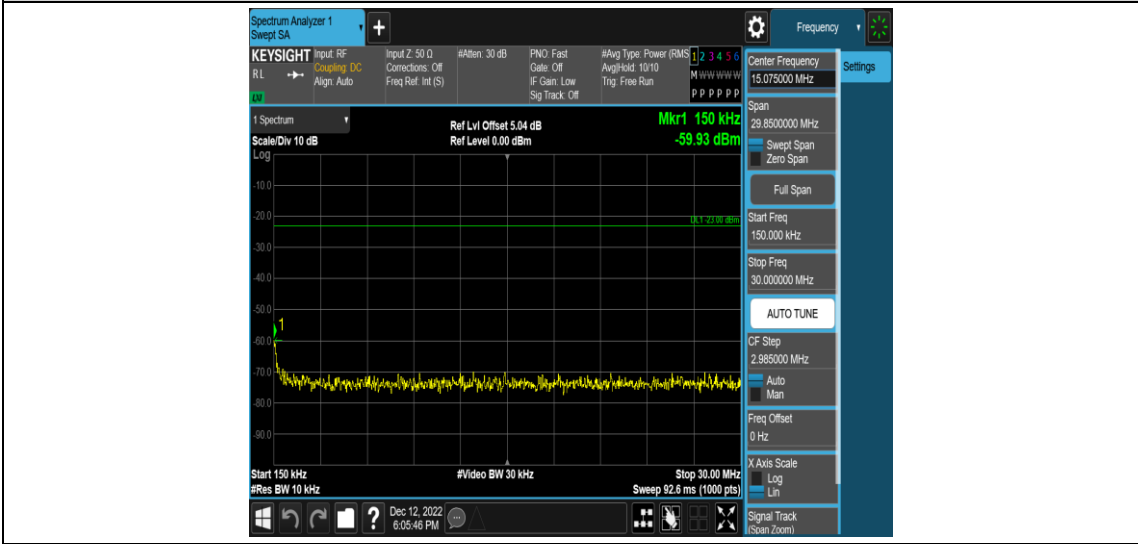 Spectrum Analyzer 1
Swept SA
+
Frequency
KEYSIGHT
RL
Input: RF
Coupling: DC
Align: Auto
Input Z: 50 Ω
Corrections: Off
Freq Ref: Int (S)
#Atten: 30 dB
PNO: Fast
Gate: Off
IF Gain: Low
Sig Track: Off
#Avg Type: Power (RMS
Avg|Hold: 10/10
Trig: Free Run
1 2 3 4 5 6
M W W W W W
P P P P P P
1 Spectrum
Scale/Div 10 dB
Log
Ref Lvl Offset 5.04 dB
Ref Level 0.00 dBm
Mkr1 150 kHz
-59.93 dBm
-10.0
-20.0
DL1 -23.00 dBm
-30.0
-40.0
-50.0
1
-60.0
-70.0
-80.0
-90.0
Start 150 kHz
#Res BW 10 kHz
#Video BW 30 kHz
Stop 30.00 MHz
Sweep 92.6 ms (1000 pts)
?
Dec 12, 2022
6:05:46 PM
Center Frequency
15.075000 MHz
Settings
Span
29.8500000 MHz
Swept Span
Zero Span
Full Span
Start Freq
150.000 kHz
Stop Freq
30.000000 MHz
AUTO TUNE
CF Step
2.985000 MHz
Auto
Man
Freq Offset
0 Hz
X Axis Scale
Log
Lin
Signal Track
(Span Zoom)